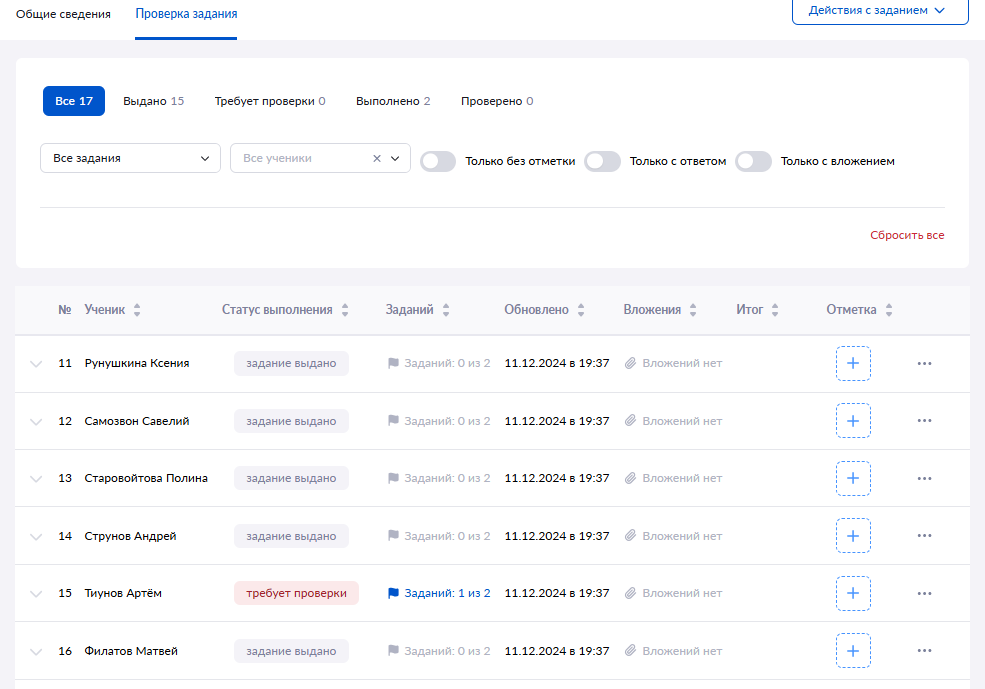 Общие сведения Проверка задания Действия с заданием
Все 17 Выдано 15 Требует проверки 0 Выполнено 2 Проверено 0
Все задания Все ученики Только без отметки Только с ответом Только с вложением
Сбросить все
№ Ученик Статус выполнения Заданий Обновлено Вложения Итог Отметка
11 Рунушкина Ксения задание выдано Заданий: 0 из 2 11.12.2024 в 19:37 Вложений нет
12 Самозвон Савелий задание выдано Заданий: 0 из 2 11.12.2024 в 19:37 Вложений нет
13 Старовойтова Полина задание выдано Заданий: 0 из 2 11.12.2024 в 19:37 Вложений нет
14 Струнов Андрей задание выдано Заданий: 0 из 2 11.12.2024 в 19:37 Вложений нет
15 Тиунов Артём требует проверки Заданий: 1 из 2 11.12.2024 в 19:37 Вложений нет
16 Филатов Матвей задание выдано Заданий: 0 из 2 11.12.2024 в 19:37 Вложений нет